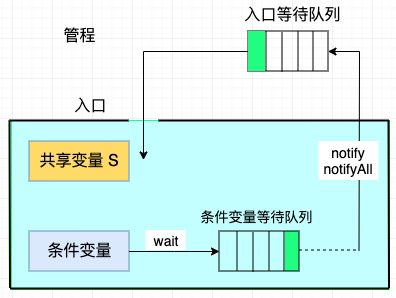 入口等待队列
管程
入口
共享变量 S
notify
notifyAll
条件变量等待队列
条件变量
wait